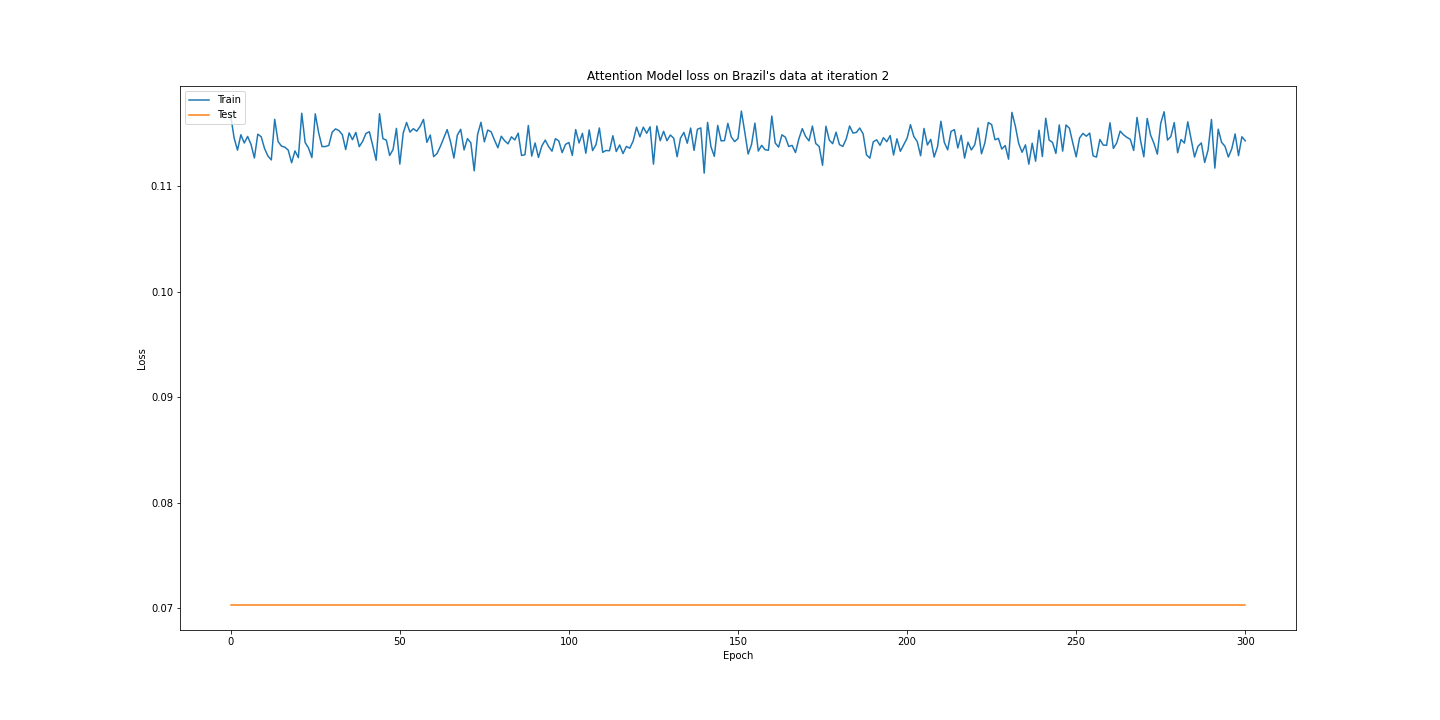 Attention Model loss on Brazil's data at iteration 2
Train
Test
0.11
0.10
0.09
0.08
0.07
Loss
0 50 100 150 200 250 300
Epoch